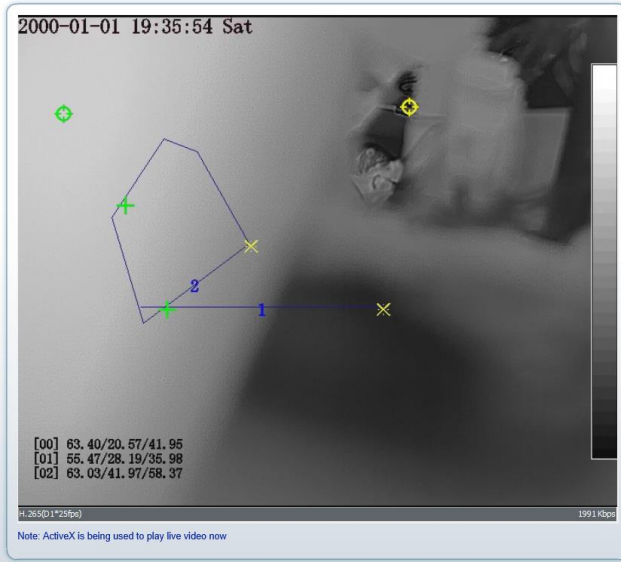 2000-01-01 19:35:54 Sat
2
1
[00] 63.40/20.57/41.95
[01] 55.47/28.19/35.98
[02] 63.03/41.97/58.37
H.265(D1*25fps) 1991 Kbps
Note: ActiveX is being used to play live video now